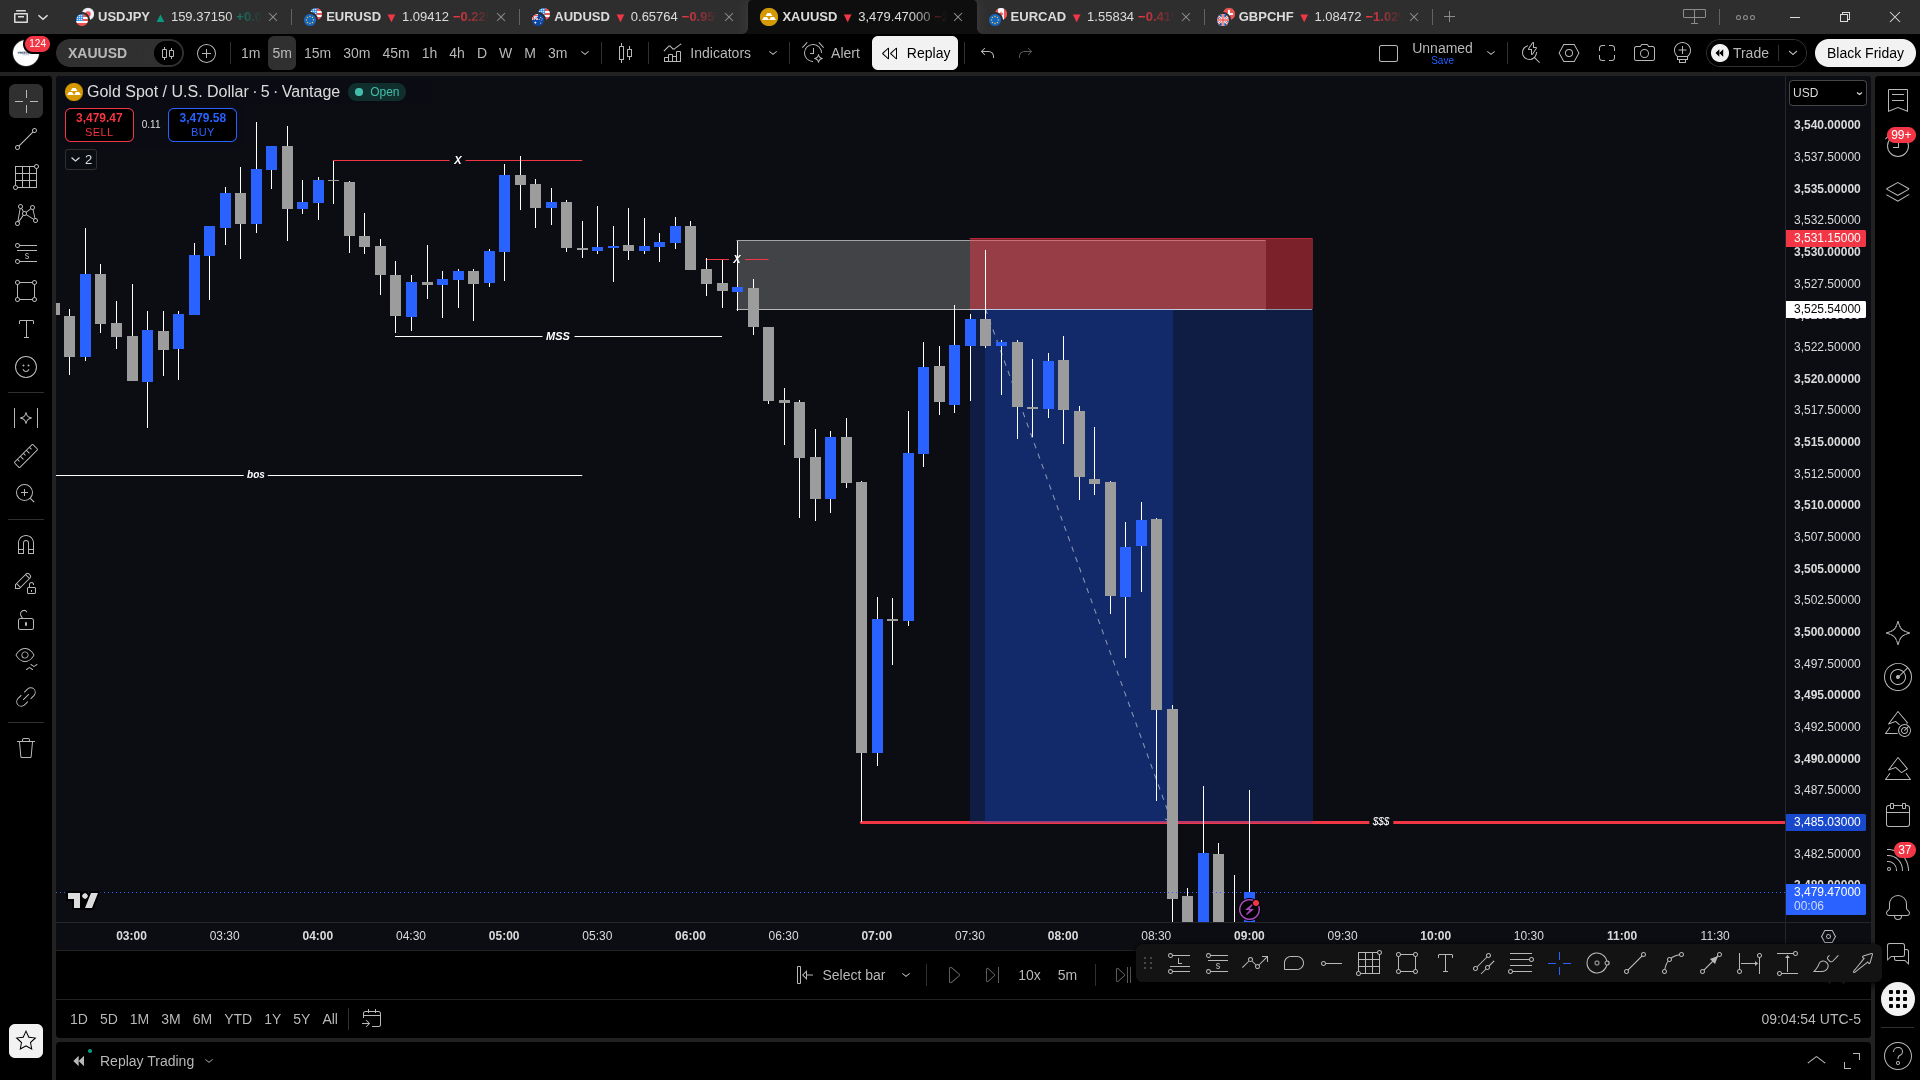 USDJPY 159.37150 +0.
EURUSD 1.09412 −0.22
AUDUSD 0.65764 −0.95
XAUUSD 3,479.47000
EURCAD 1.55834 −0.41
GBPCHF 1.08472 −1.02
124
XAUUSD 1m 5m 15m 30m 45m 1h 4h D W M 3m Indicators Alert Replay Unnamed Save Trade Black Friday
Gold Spot / U.S. Dollar · 5 · Vantage Open
USD
3,479.47 SELL
0.11
3,479.58 BUY
2
X
X
MSS
bos
$$$
3,540.00000
3,537.50000
3,535.00000
3,532.50000
3,531.15000
3,530.00000
3,527.50000
3,525.54000
3,522.50000
3,520.00000
3,517.50000
3,515.00000
3,512.50000
3,510.00000
3,507.50000
3,505.00000
3,502.50000
3,500.00000
3,497.50000
3,495.00000
3,492.50000
3,490.00000
3,487.50000
3,485.03000
3,482.50000
3,479.47000
00:06
99+
37
03:00 03:30 04:00 04:30 05:00 05:30 06:00 06:30 07:00 07:30 08:00 08:30 09:00 09:30 10:00 10:30 11:00 11:30
Select bar 10x 5m
1D 5D 1M 3M 6M YTD 1Y 5Y All
09:04:54 UTC-5
Replay Trading